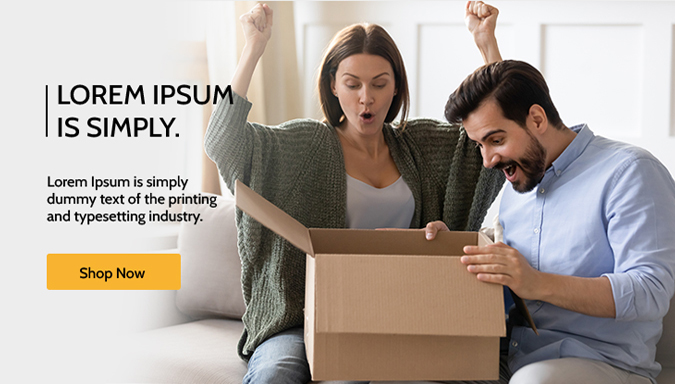 LOREM IPSUM
IS SIMPLY.
Lorem Ipsum is simply
dummy text of the printing
and typesetting industry.
Shop Now